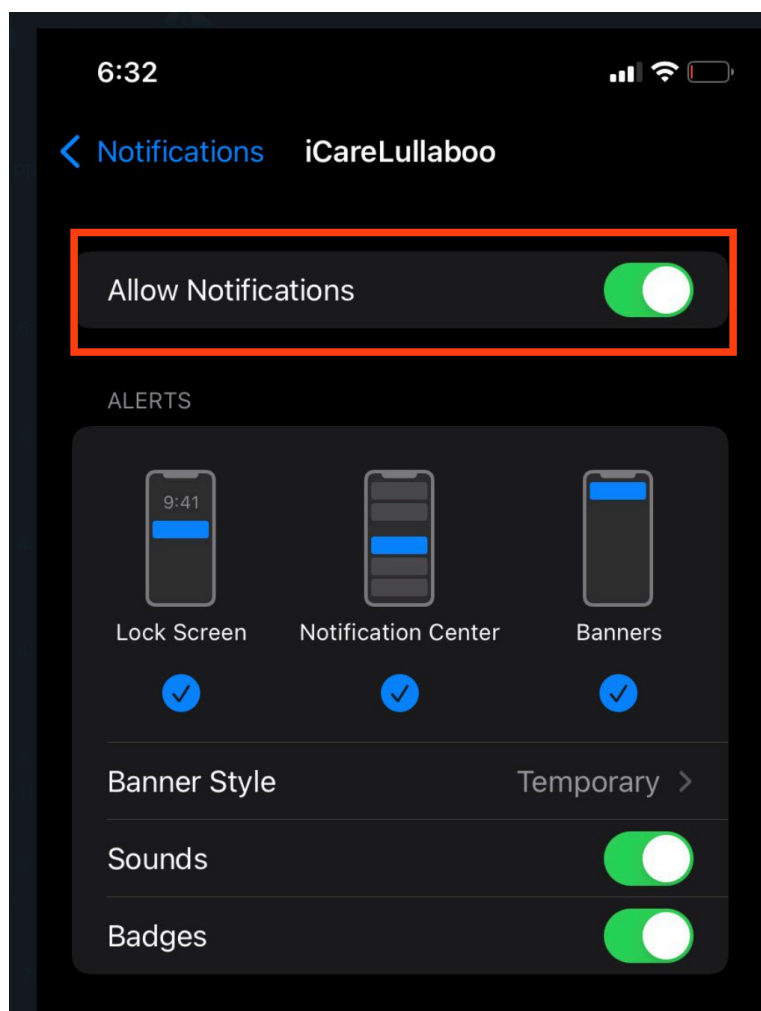 6:32
Notifications iCareLullaboo
Allow Notifications
ALERTS
9:41
Lock Screen Notification Center Banners
Banner Style Temporary
Sounds
Badges